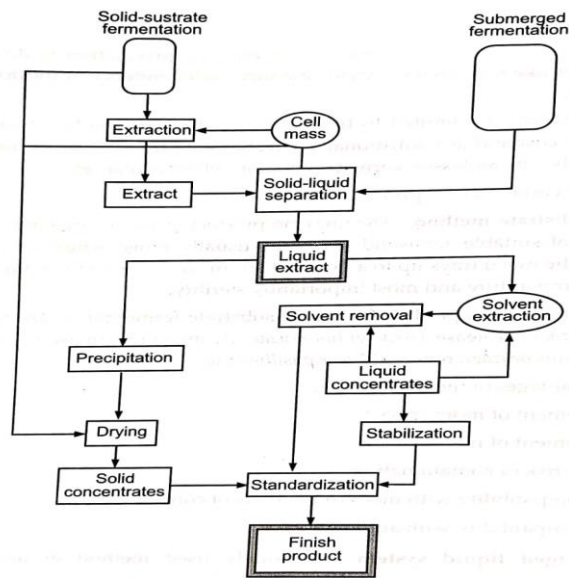 Solid-sustrate
fermentation
Submerged
fermentation
Extraction
Cell
mass
Extract
Solid-liquid
separation
Liquid
extract
Solvent
extraction
Solvent removal
Precipitation
Liquid
concentrates
Drying
Stabilization
Solid
concentrates
Standardization
Finish
product